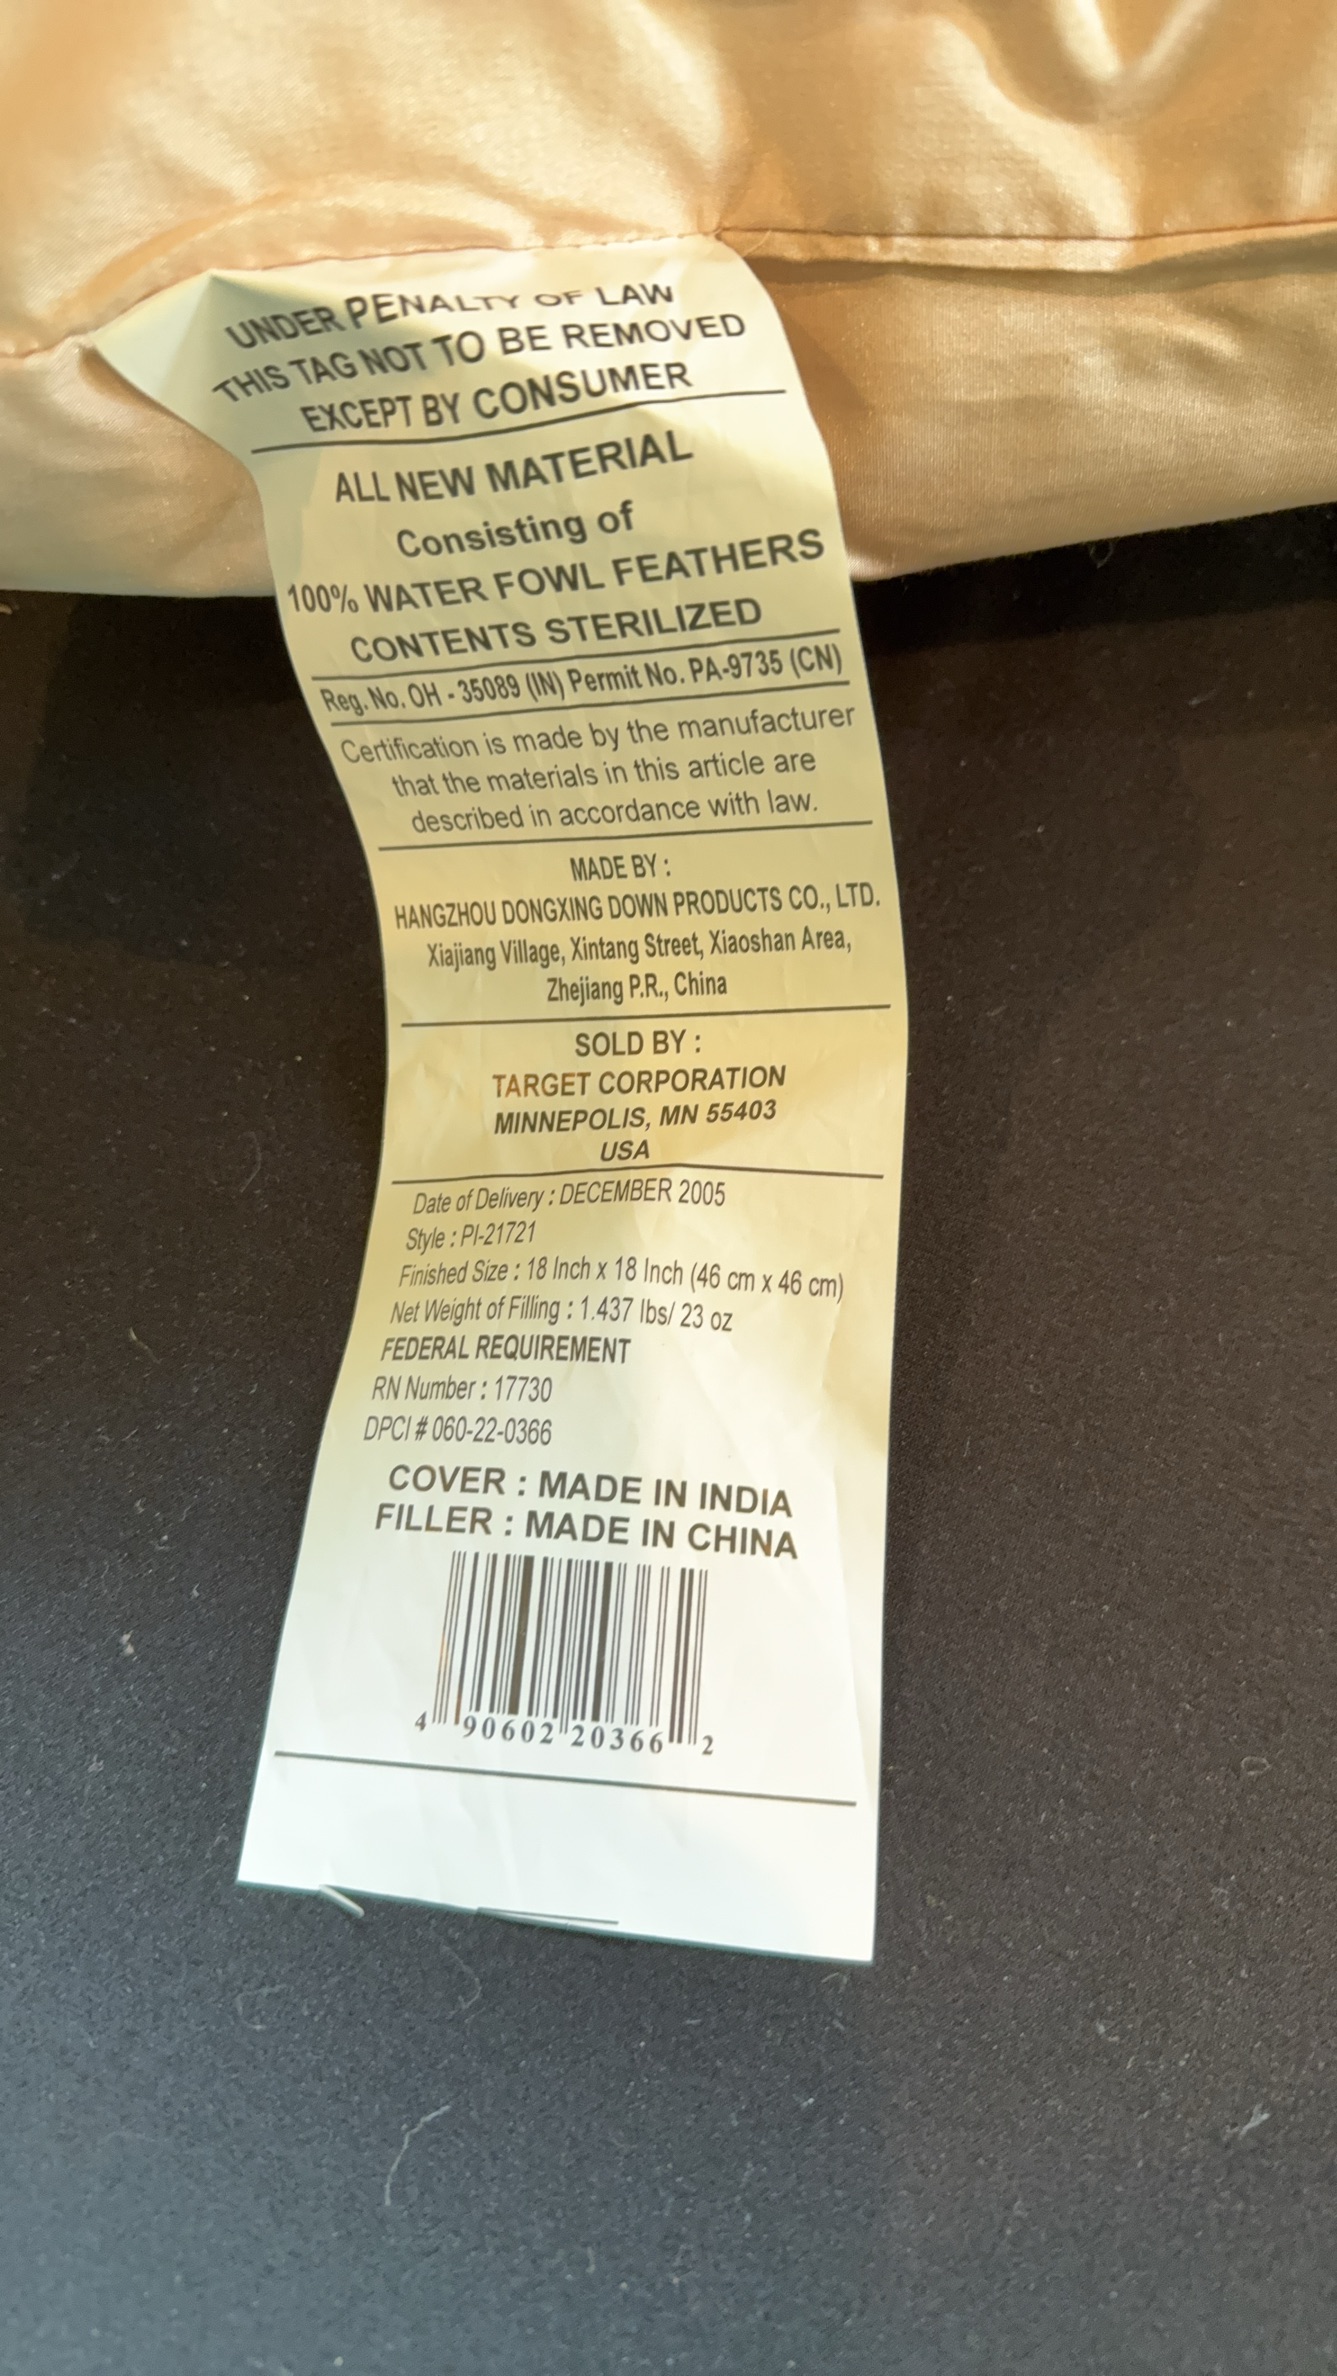 UNDER PENALTY OF LAW
THIS TAG NOT TO BE REMOVED
EXCEPT BY CONSUMER
ALL NEW MATERIAL
Consisting of
100% WATER FOWL FEATHERS
CONTENTS STERILIZED
Reg. No. OH - 35089 (IN) Permit No. PA-9735 (CN)
Certification is made by the manufacturer
that the materials in this article are
described in accordance with law.
MADE BY :
HANGZHOU DONGXING DOWN PRODUCTS CO., LTD.
Xiajiang Village, Xintang Street, Xiaoshan Area,
Zhejiang P.R., China
SOLD BY :
TARGET CORPORATION
MINNEPOLIS, MN 55403
USA
Date of Delivery : DECEMBER 2005
Style : PI-21721
Finished Size : 18 Inch x 18 Inch (46 cm x 46 cm)
Net Weight of Filling : 1.437 lbs/ 23 oz
FEDERAL REQUIREMENT
RN Number : 17730
DPCI # 060-22-0366
COVER : MADE IN INDIA
FILLER : MADE IN CHINA
4 90602 20366 2